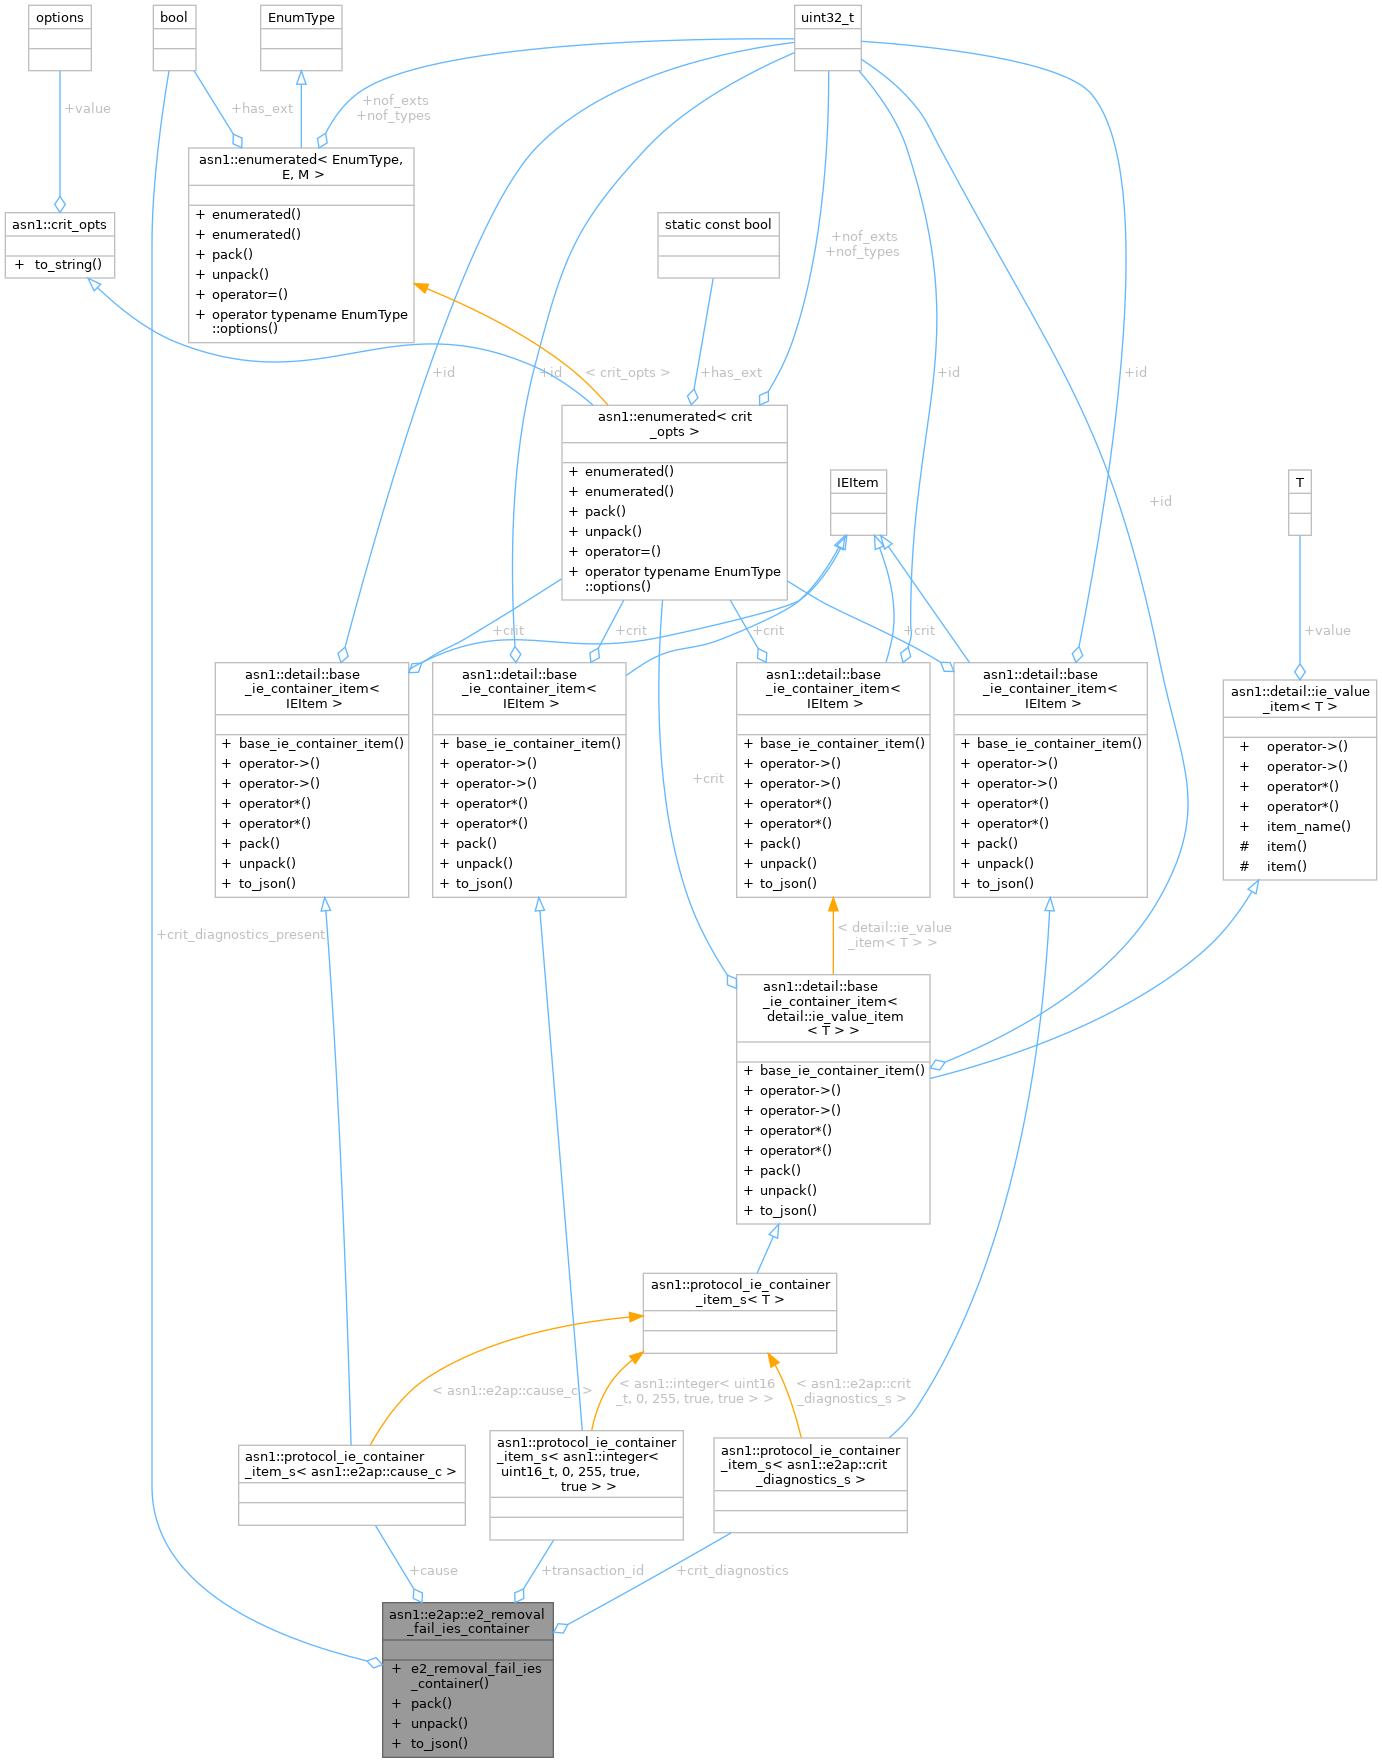 options
bool
EnumType
uint32_t
+value
+has_ext
+nof_exts
+nof_types
asn1::enumerated< EnumType,
E, M >
+ enumerated()
+ enumerated()
+ pack()
+ unpack()
+ operator=()
+ operator typename EnumType
::options()
asn1::crit_opts
+ to_string()
static const bool
+nof_exts
+nof_types
+id
+id
< crit_opts >
+has_ext
+id
+id
asn1::enumerated< crit
_opts >
+ enumerated()
+ enumerated()
+ pack()
+ unpack()
+ operator=()
+ operator typename EnumType
::options()
IEItem
T
+id
+crit
+crit
+crit
+crit
+value
asn1::detail::base
_ie_container_item<
IEItem >
+ base_ie_container_item()
+ operator->()
+ operator->()
+ operator*()
+ operator*()
+ pack()
+ unpack()
+ to_json()
asn1::detail::base
_ie_container_item<
IEItem >
+ base_ie_container_item()
+ operator->()
+ operator->()
+ operator*()
+ operator*()
+ pack()
+ unpack()
+ to_json()
+crit
asn1::detail::base
_ie_container_item<
IEItem >
+ base_ie_container_item()
+ operator->()
+ operator->()
+ operator*()
+ operator*()
+ pack()
+ unpack()
+ to_json()
asn1::detail::base
_ie_container_item<
IEItem >
+ base_ie_container_item()
+ operator->()
+ operator->()
+ operator*()
+ operator*()
+ pack()
+ unpack()
+ to_json()
asn1::detail::ie_value
_item< T >
+ operator->()
+ operator->()
+ operator*()
+ operator*()
+ item_name()
# item()
# item()
+crit_diagnostics_present
< detail::ie_value
_item< T > >
asn1::detail::base
_ie_container_item<
detail::ie_value_item
< T > >
+ base_ie_container_item()
+ operator->()
+ operator->()
+ operator*()
+ operator*()
+ pack()
+ unpack()
+ to_json()
asn1::protocol_ie_container
_item_s< T >
< asn1::e2ap::cause_c >
< asn1::integer< uint16
_t, 0, 255, true, true > >
< asn1::e2ap::crit
_diagnostics_s >
asn1::protocol_ie_container
_item_s< asn1::e2ap::cause_c >
asn1::protocol_ie_container
_item_s< asn1::integer<
uint16_t, 0, 255, true,
true > >
asn1::protocol_ie_container
_item_s< asn1::e2ap::crit
_diagnostics_s >
+cause
+transaction_id
+crit_diagnostics
asn1::e2ap::e2_removal
_fail_ies_container
+ e2_removal_fail_ies
_container()
+ pack()
+ unpack()
+ to_json()